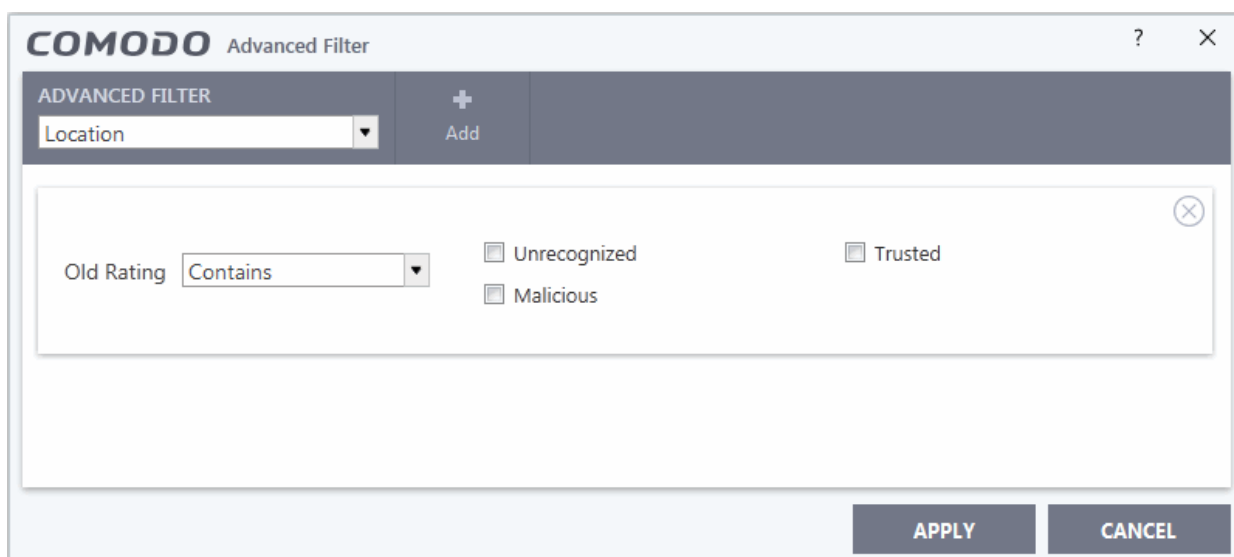 COMODO Advanced Filter ?
ADVANCED FILTER
Location
Add
Old Rating Contains
Unrecognized Trusted
Malicious
APPLY CANCEL